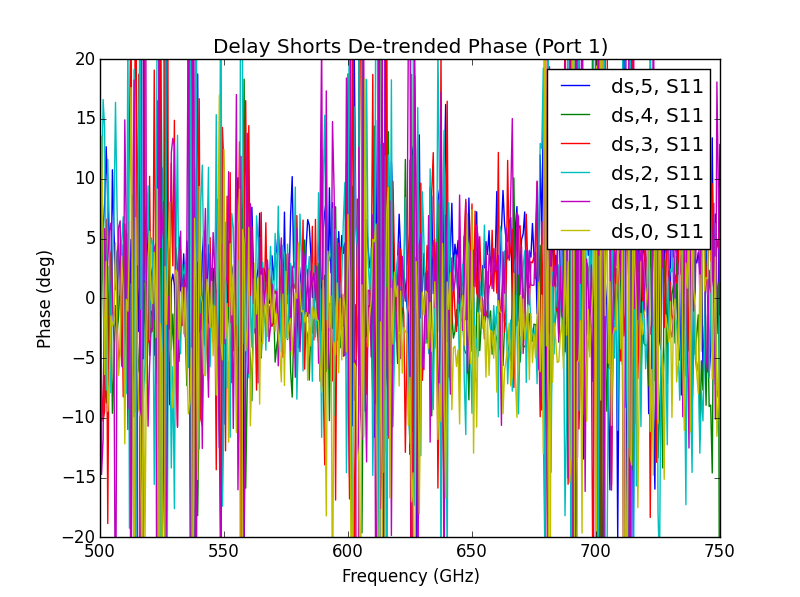 Delay Shorts De-trended Phase (Port 1)
20
15
10
5
0
−5
−10
−15
−20
Phase (deg)
ds,5, S11
ds,4, S11
ds,3, S11
ds,2, S11
ds,1, S11
ds,0, S11
500 550 600 650 700 750
Frequency (GHz)